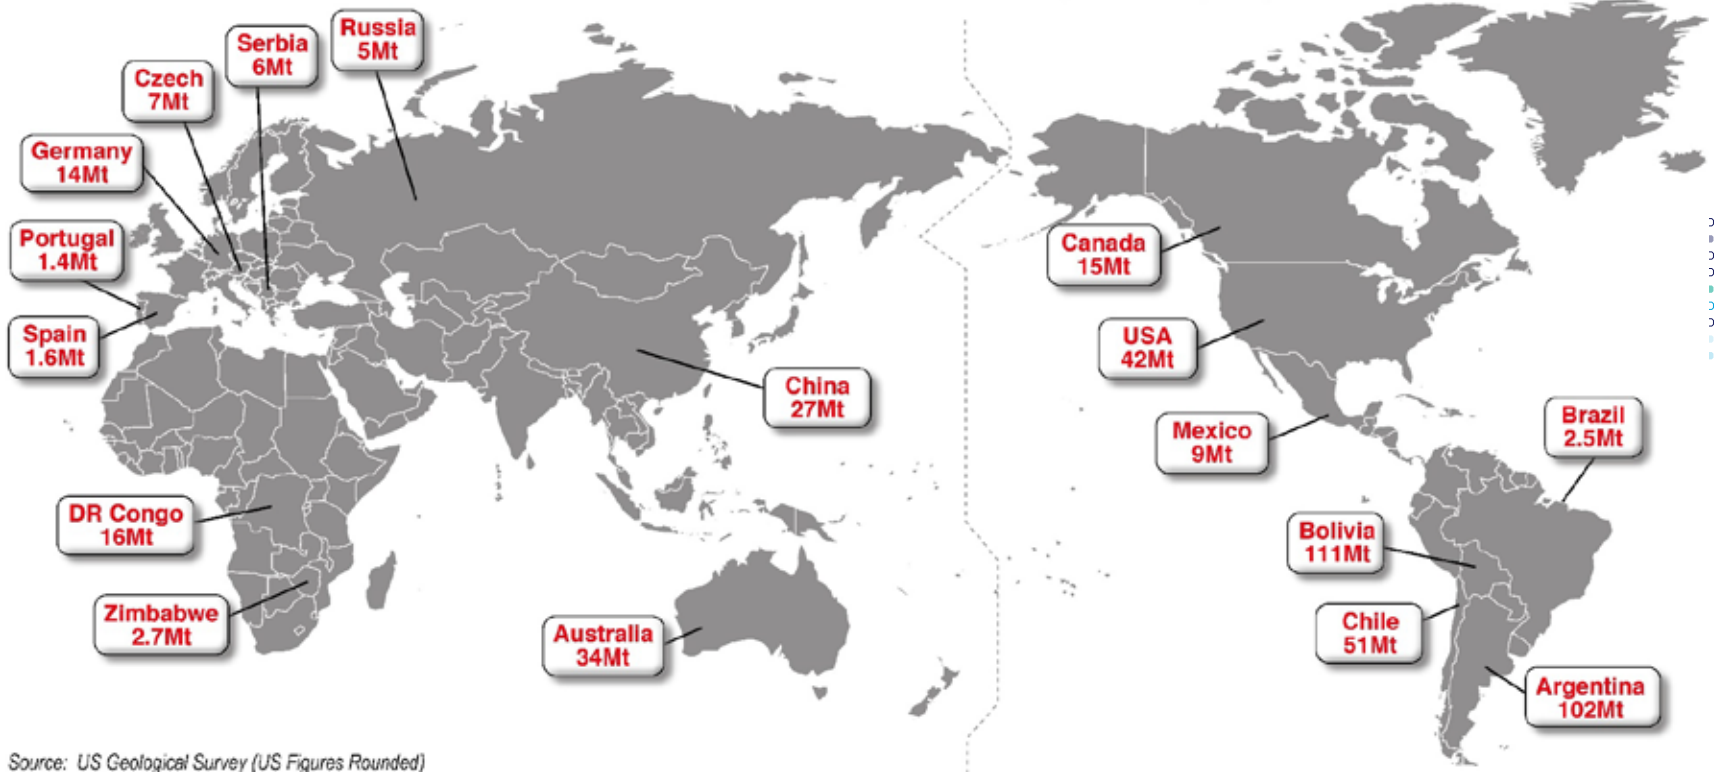 Russia
5Mt
Serbia
6Mt
Czech
7Mt
Germany
14Mt
Portugal
1.4Mt
Spain
1.6Mt
Canada
15Mt
USA
42Mt
China
27Mt
Mexico
9Mt
Brazil
2.5Mt
DR Congo
16Mt
Bolivia
111Mt
Zimbabwe
2.7Mt
Australla
34Mt
Chile
51Mt
Argentina
102Mt
Source: US Geological Survey (US Figures Rounded)